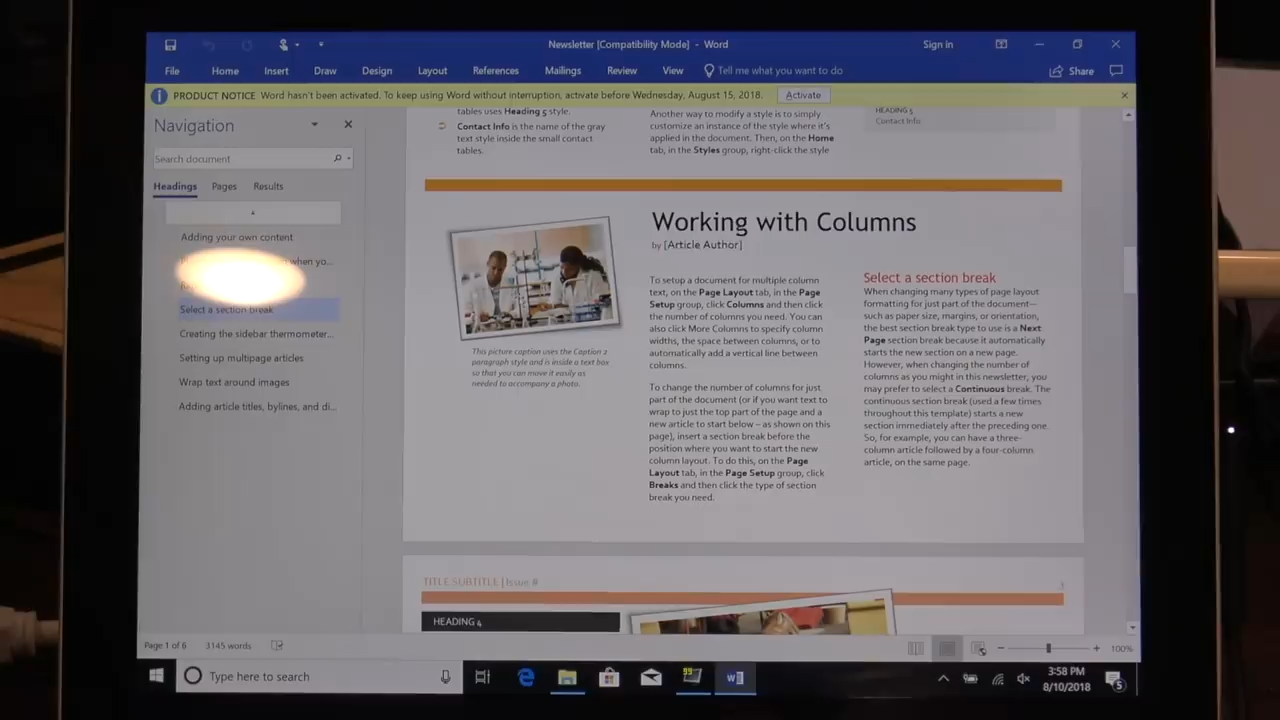 Newsletter [Compatibility Mode] - Word
Sign in
File Home Insert Draw Design Layout References Mailings Review View Tell me what you want to do Share
PRODUCT NOTICE Word hasn't been activated. To keep using Word without interruption, activate before Wednesday, August 15, 2018. Activate
Navigation
Search document
Headings Pages Results
Adding your own content
when yo...
Select a section break
Creating the sidebar thermometer...
Setting up multipage articles
Wrap text around images
Adding article titles, bylines, and di...
tables uses Heading 5 style.
Contact Info is the name of the gray
text style inside the small contact
tables.
Another way to modify a style is to simply
customize an instance of the style where it's
applied in the document. Then, on the Home
tab, in the Styles group, right-click the style
HEADING 5
Contact Info
Working with Columns
by [Article Author]
This picture caption uses the Caption 2
paragraph style and is inside a text box
so that you can move it easily as
needed to accompany a photo.
To setup a document for multiple column
text, on the Page Layout tab, in the Page
Setup group, click Columns and then click
the number of columns you need. You can
also click More Columns to specify column
widths, the space between columns, or to
automatically add a vertical line between
columns.
To change the number of columns for just
part of the document (or if you want text to
wrap to just the top part of the page and a
new article to start below – as shown on this
page), insert a section break before the
position where you want to start the new
column layout. To do this, on the Page
Layout tab, in the Page Setup group, click
Breaks and then click the type of section
break you need.
Select a section break
When changing many types of page layout
formatting for just part of the document—
such as paper size, margins, or orientation,
the best section break type to use is a Next
Page section break because it automatically
starts the new section on a new page.
However, when changing the number of
columns as you might in this newsletter, you
may prefer to select a Continuous break. The
continuous section break (used a few times
throughout this template) starts a new
section immediately after the preceding one.
So, for example, you can have a three-
column article followed by a four-column
article, on the same page.
TITLE SUBTITLE | Issue #
3
HEADING 4
Page 1 of 6 3145 words
100%
Type here to search
99
3:58 PM
8/10/2018
5